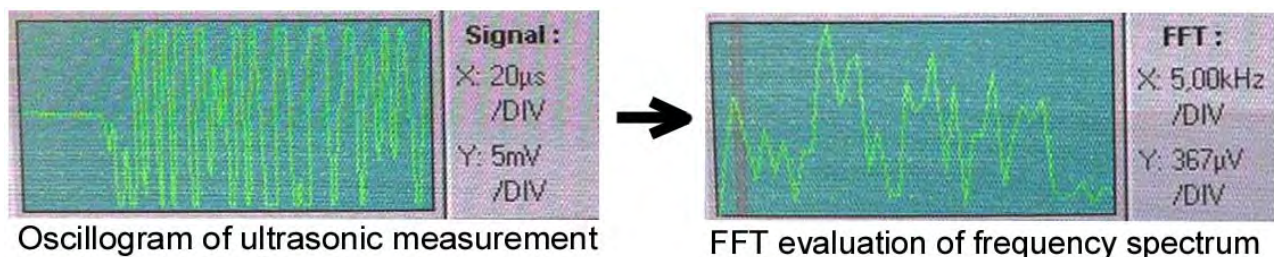 Signal :
X: 20µs
/DIV
Y: 5mV
/DIV
Oscillogram of ultrasonic measurement
FFT :
X: 5,00kHz
/DIV
Y: 367µV
/DIV
FFT evaluation of frequency spectrum